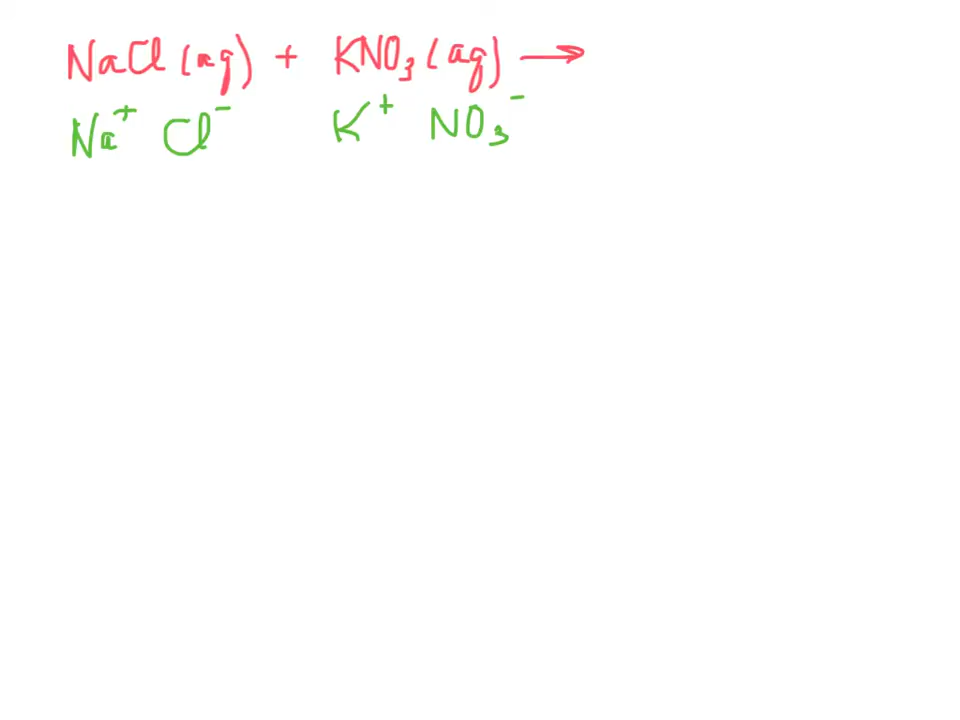 NaCl (aq) + KNO₃ (aq) →
Na⁺ Cl⁻ K⁺ NO₃⁻